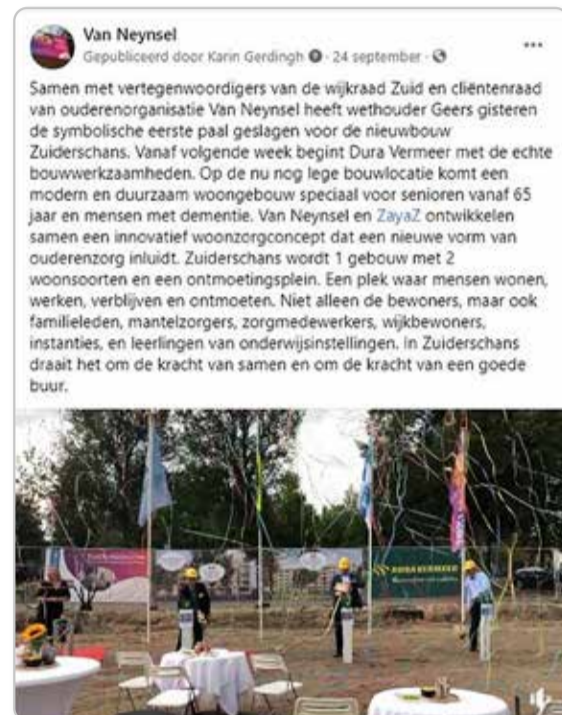 Van Neynsel
Gepubliceerd door Karin Gerdingh · 24 september ·
Samen met vertegenwoordigers van de wijkraad Zuid en cliëntenraad
van ouderenorganisatie Van Neynsel heeft wethouder Geers gisteren
de symbolische eerste paal geslagen voor de nieuwbouw
Zuiderschans. Vanaf volgende week begint Dura Vermeer met de echte
bouwwerkzaamheden. Op de nu nog lege bouwlocatie komt een
modern en duurzaam woongebouw speciaal voor senioren vanaf 65
jaar en mensen met dementie. Van Neynsel en ZayaZ ontwikkelen
samen een innovatief woonzorgconcept dat een nieuwe vorm van
ouderenzorg inluidt. Zuiderschans wordt 1 gebouw met 2
woonsoorten en een ontmoetingsplein. Een plek waar mensen wonen,
werken, verblijven en ontmoeten. Niet alleen de bewoners, maar ook
familieleden, mantelzorgers, zorgmedewerkers, wijkbewoners,
instanties, en leerlingen van onderwijsinstellingen. In Zuiderschans
draait het om de kracht van samen en om de kracht van een goede
buur.
DURA VERMEER